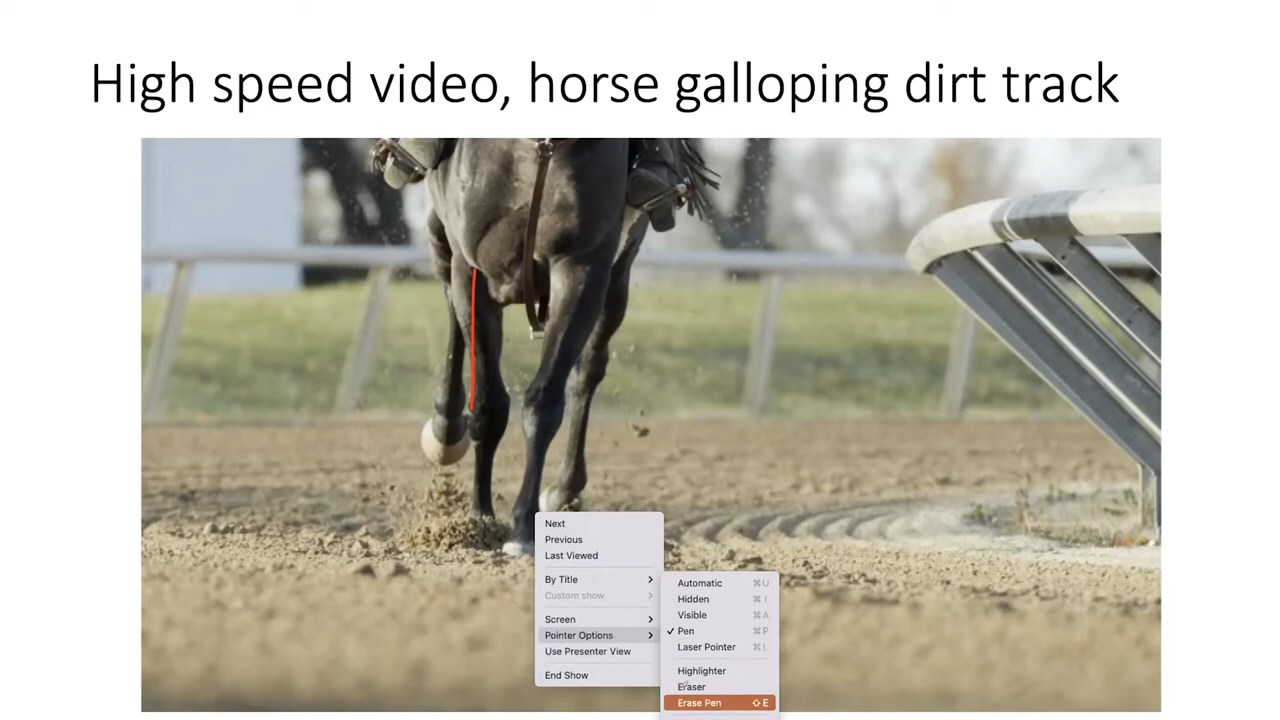 High speed video, horse galloping dirt track
Next
Previous
Last Viewed
By Title
Custom show
Screen
Pointer Options
Use Presenter View
End Show
Automatic ⌘U
Hidden ⌘I
Visible ⌘A
✓ Pen ⌘P
Laser Pointer ⌘L
Highlighter
Eraser
Erase Pen ⇧E